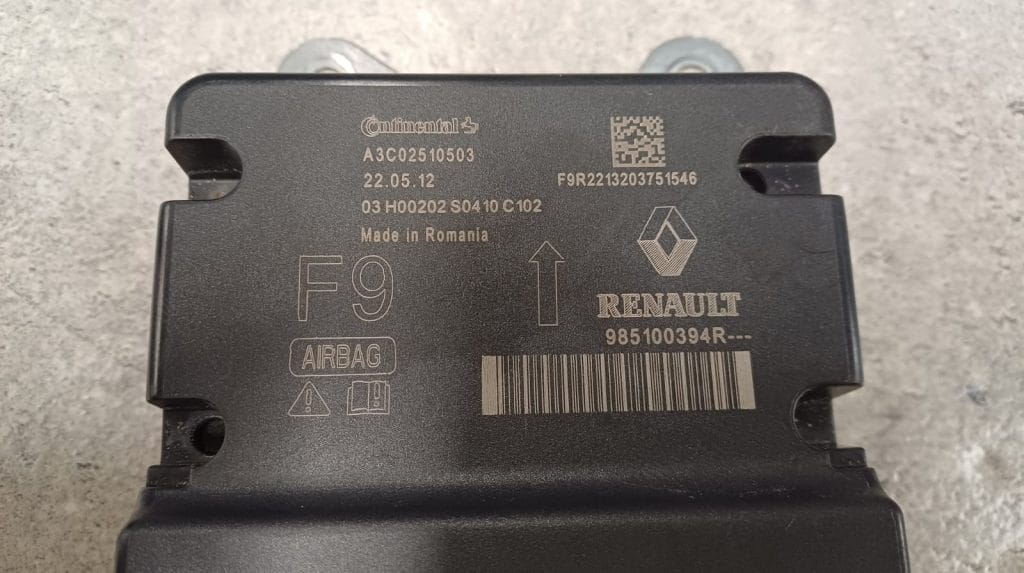 Continental
A3C02510503
22.05.12
03 H00202 S0410 C102
Made in Romania
F9R2213203751546
F9
RENAULT
985100394R---
AIRBAG